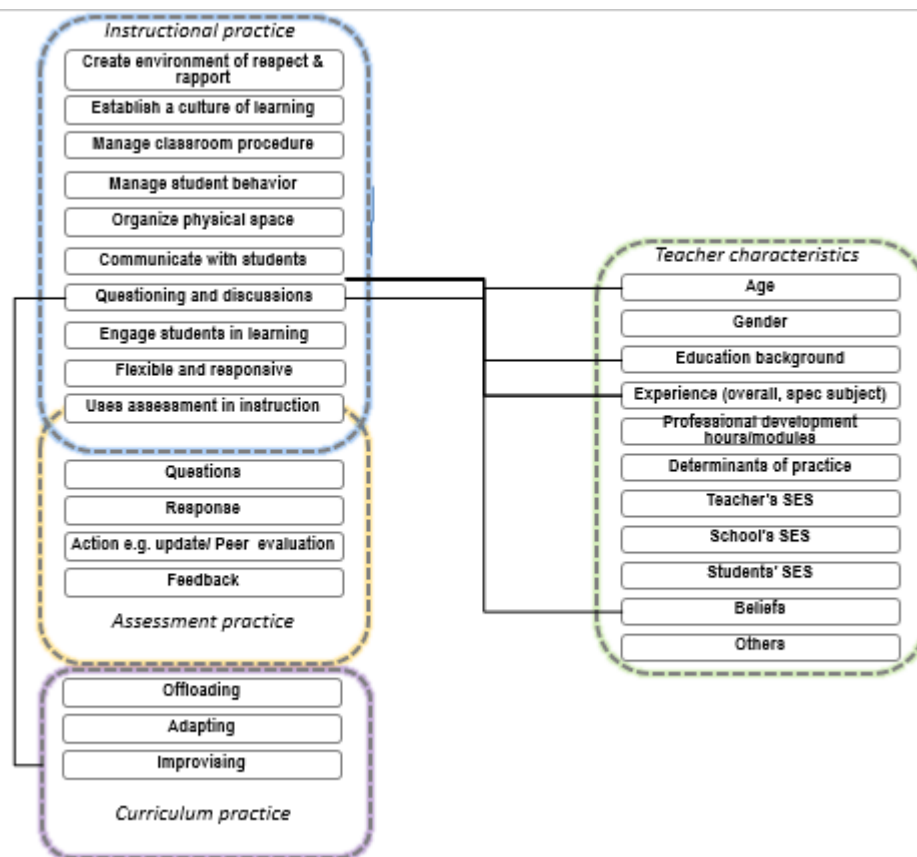 Instructional practice
Create environment of respect &
rapport
Establish a culture of learning
Manage classroom procedure
Manage student behavior
Organize physical space
Communicate with students
Questioning and discussions
Engage students in learning
Flexible and responsive
Uses assessment in instruction
Questions
Response
Action e.g. update/ Peer evaluation
Feedback
Assessment practice
Offloading
Adapting
Improvising
Curriculum practice
Teacher characteristics
Age
Gender
Education background
Experience (overall, spec subject)
Professional development
hours/modules
Determinants of practice
Teacher's SES
School's SES
Students' SES
Beliefs
Others